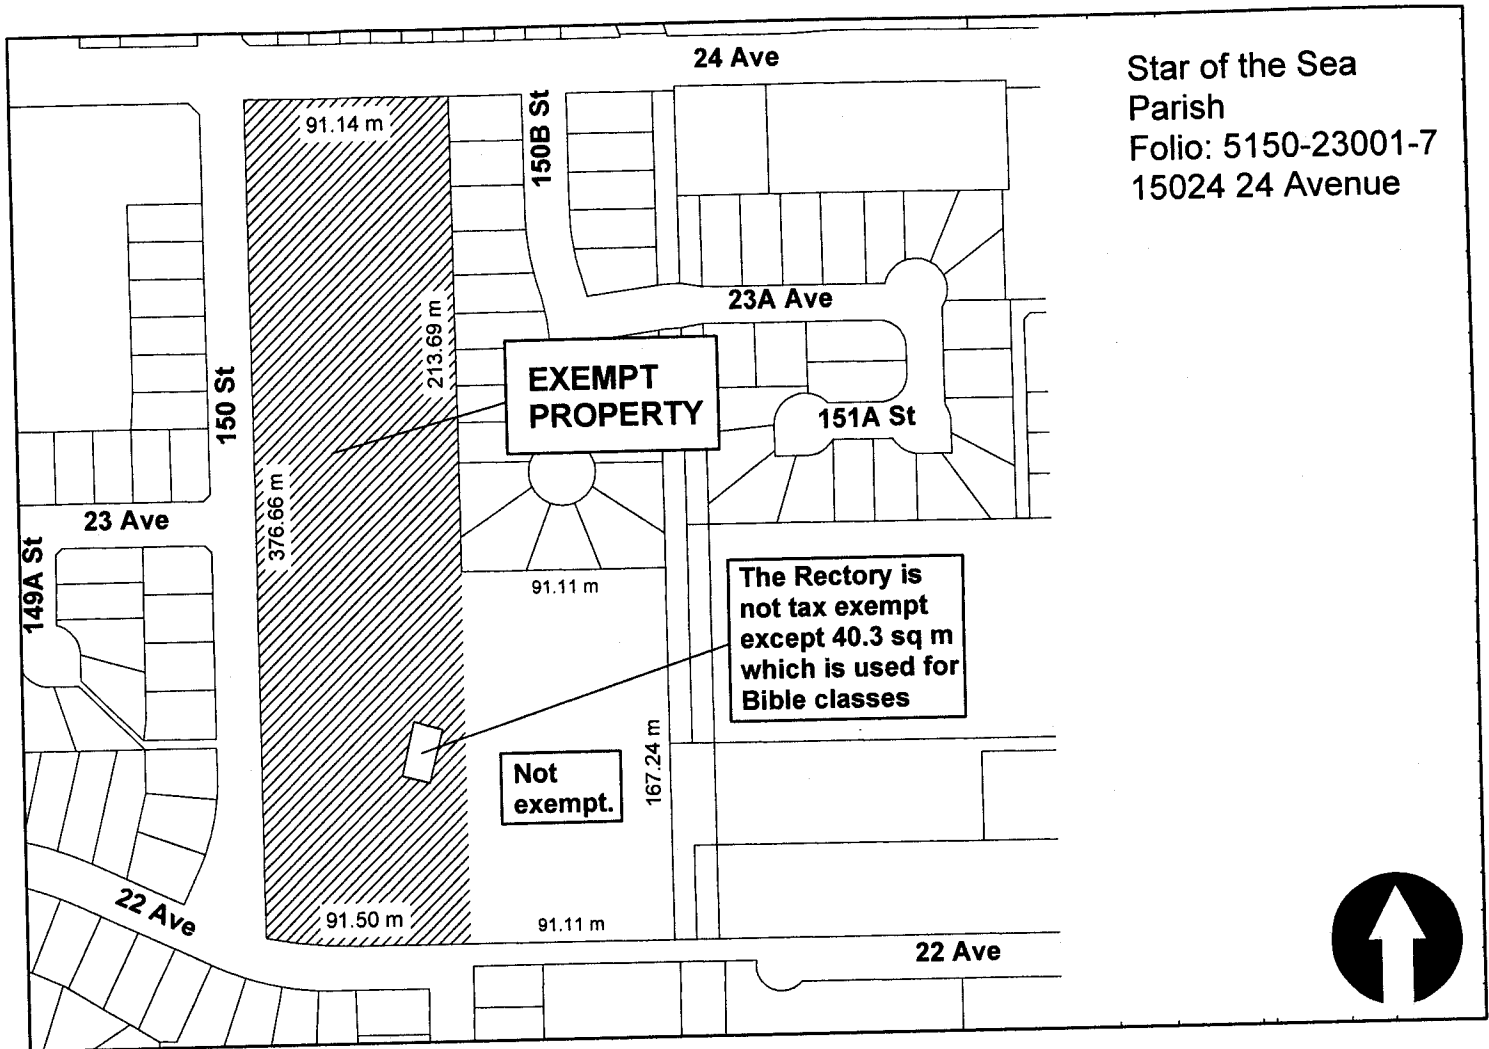 24 Ave
Star of the Sea
Parish
Folio: 5150-23001-7
15024 24 Avenue
91.14 m
150B St
23A Ave
213.69 m
EXEMPT
PROPERTY
150 St
151A St
376.66 m
23 Ave
149A St
91.11 m
The Rectory is
not tax exempt
except 40.3 sq m
which is used for
Bible classes
167.24 m
Not
exempt.
22 Ave
91.50 m
91.11 m
22 Ave